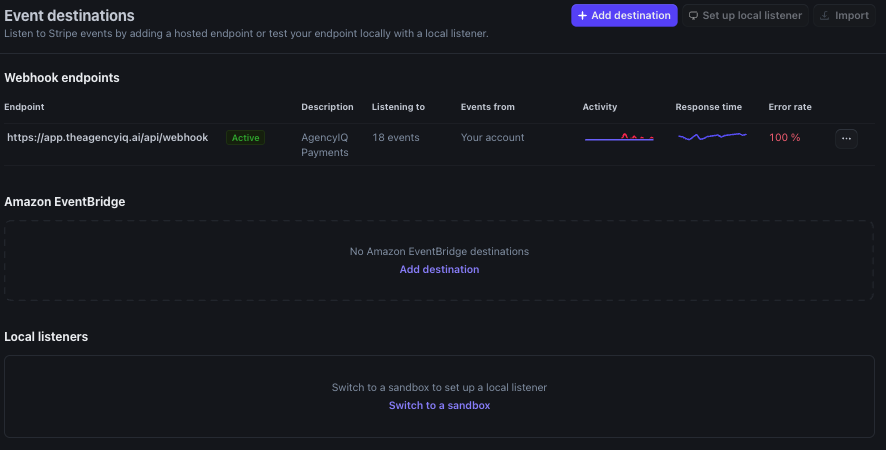 Event destinations
+ Add destination
Set up local listener
Import
Listen to Stripe events by adding a hosted endpoint or test your endpoint locally with a local listener.
Webhook endpoints
Endpoint Description Listening to Events from Activity Response time Error rate
https://app.theagencyiq.ai/api/webhook Active AgencyIQ 18 events Your account 100 % ...
Payments
Amazon EventBridge
No Amazon EventBridge destinations
Add destination
Local listeners
Switch to a sandbox to set up a local listener
Switch to a sandbox